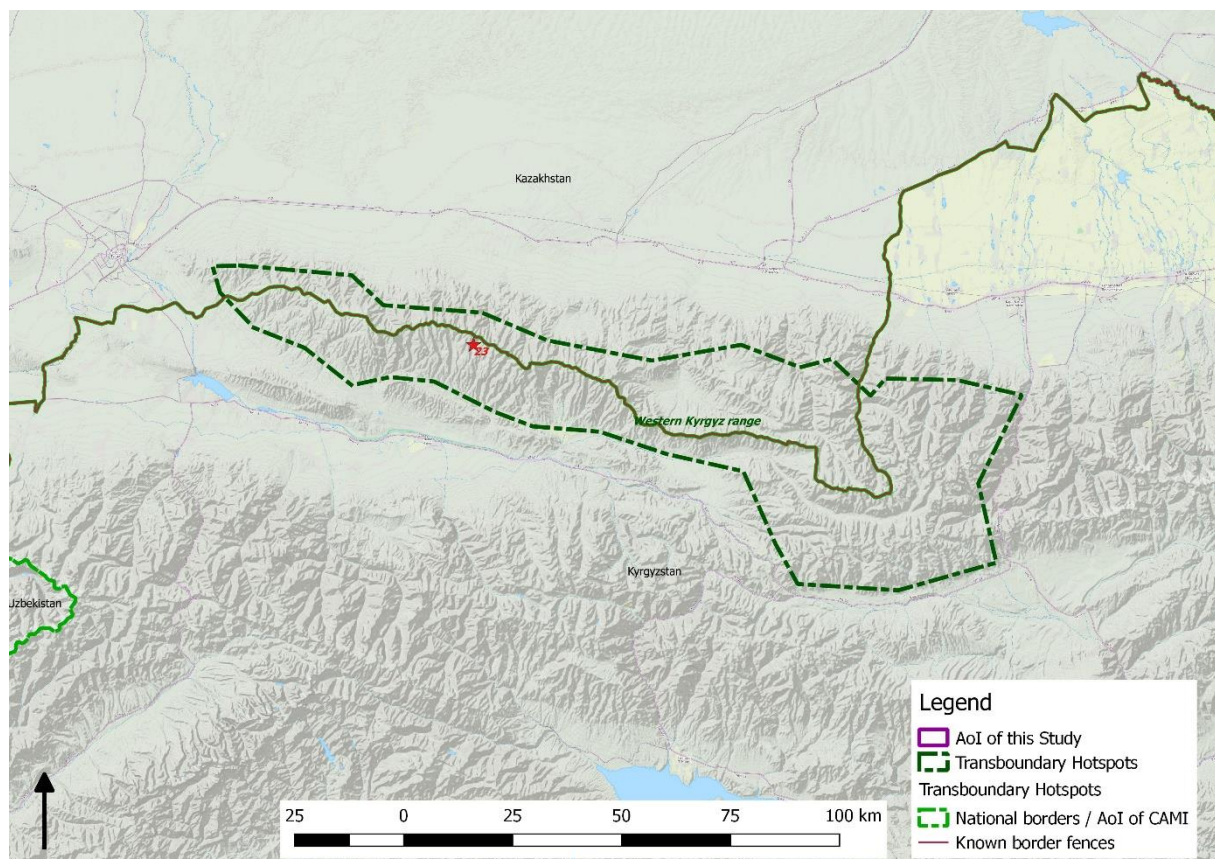 Kazakhstan
23
Western Kyrgyz range
Kyrgyzstan
Uzbekistan
Legend
AoI of this Study
Transboundary Hotspots
Transboundary Hotspots
National borders / AoI of CAMI
Known border fences
25 0 25 50 75 100 km